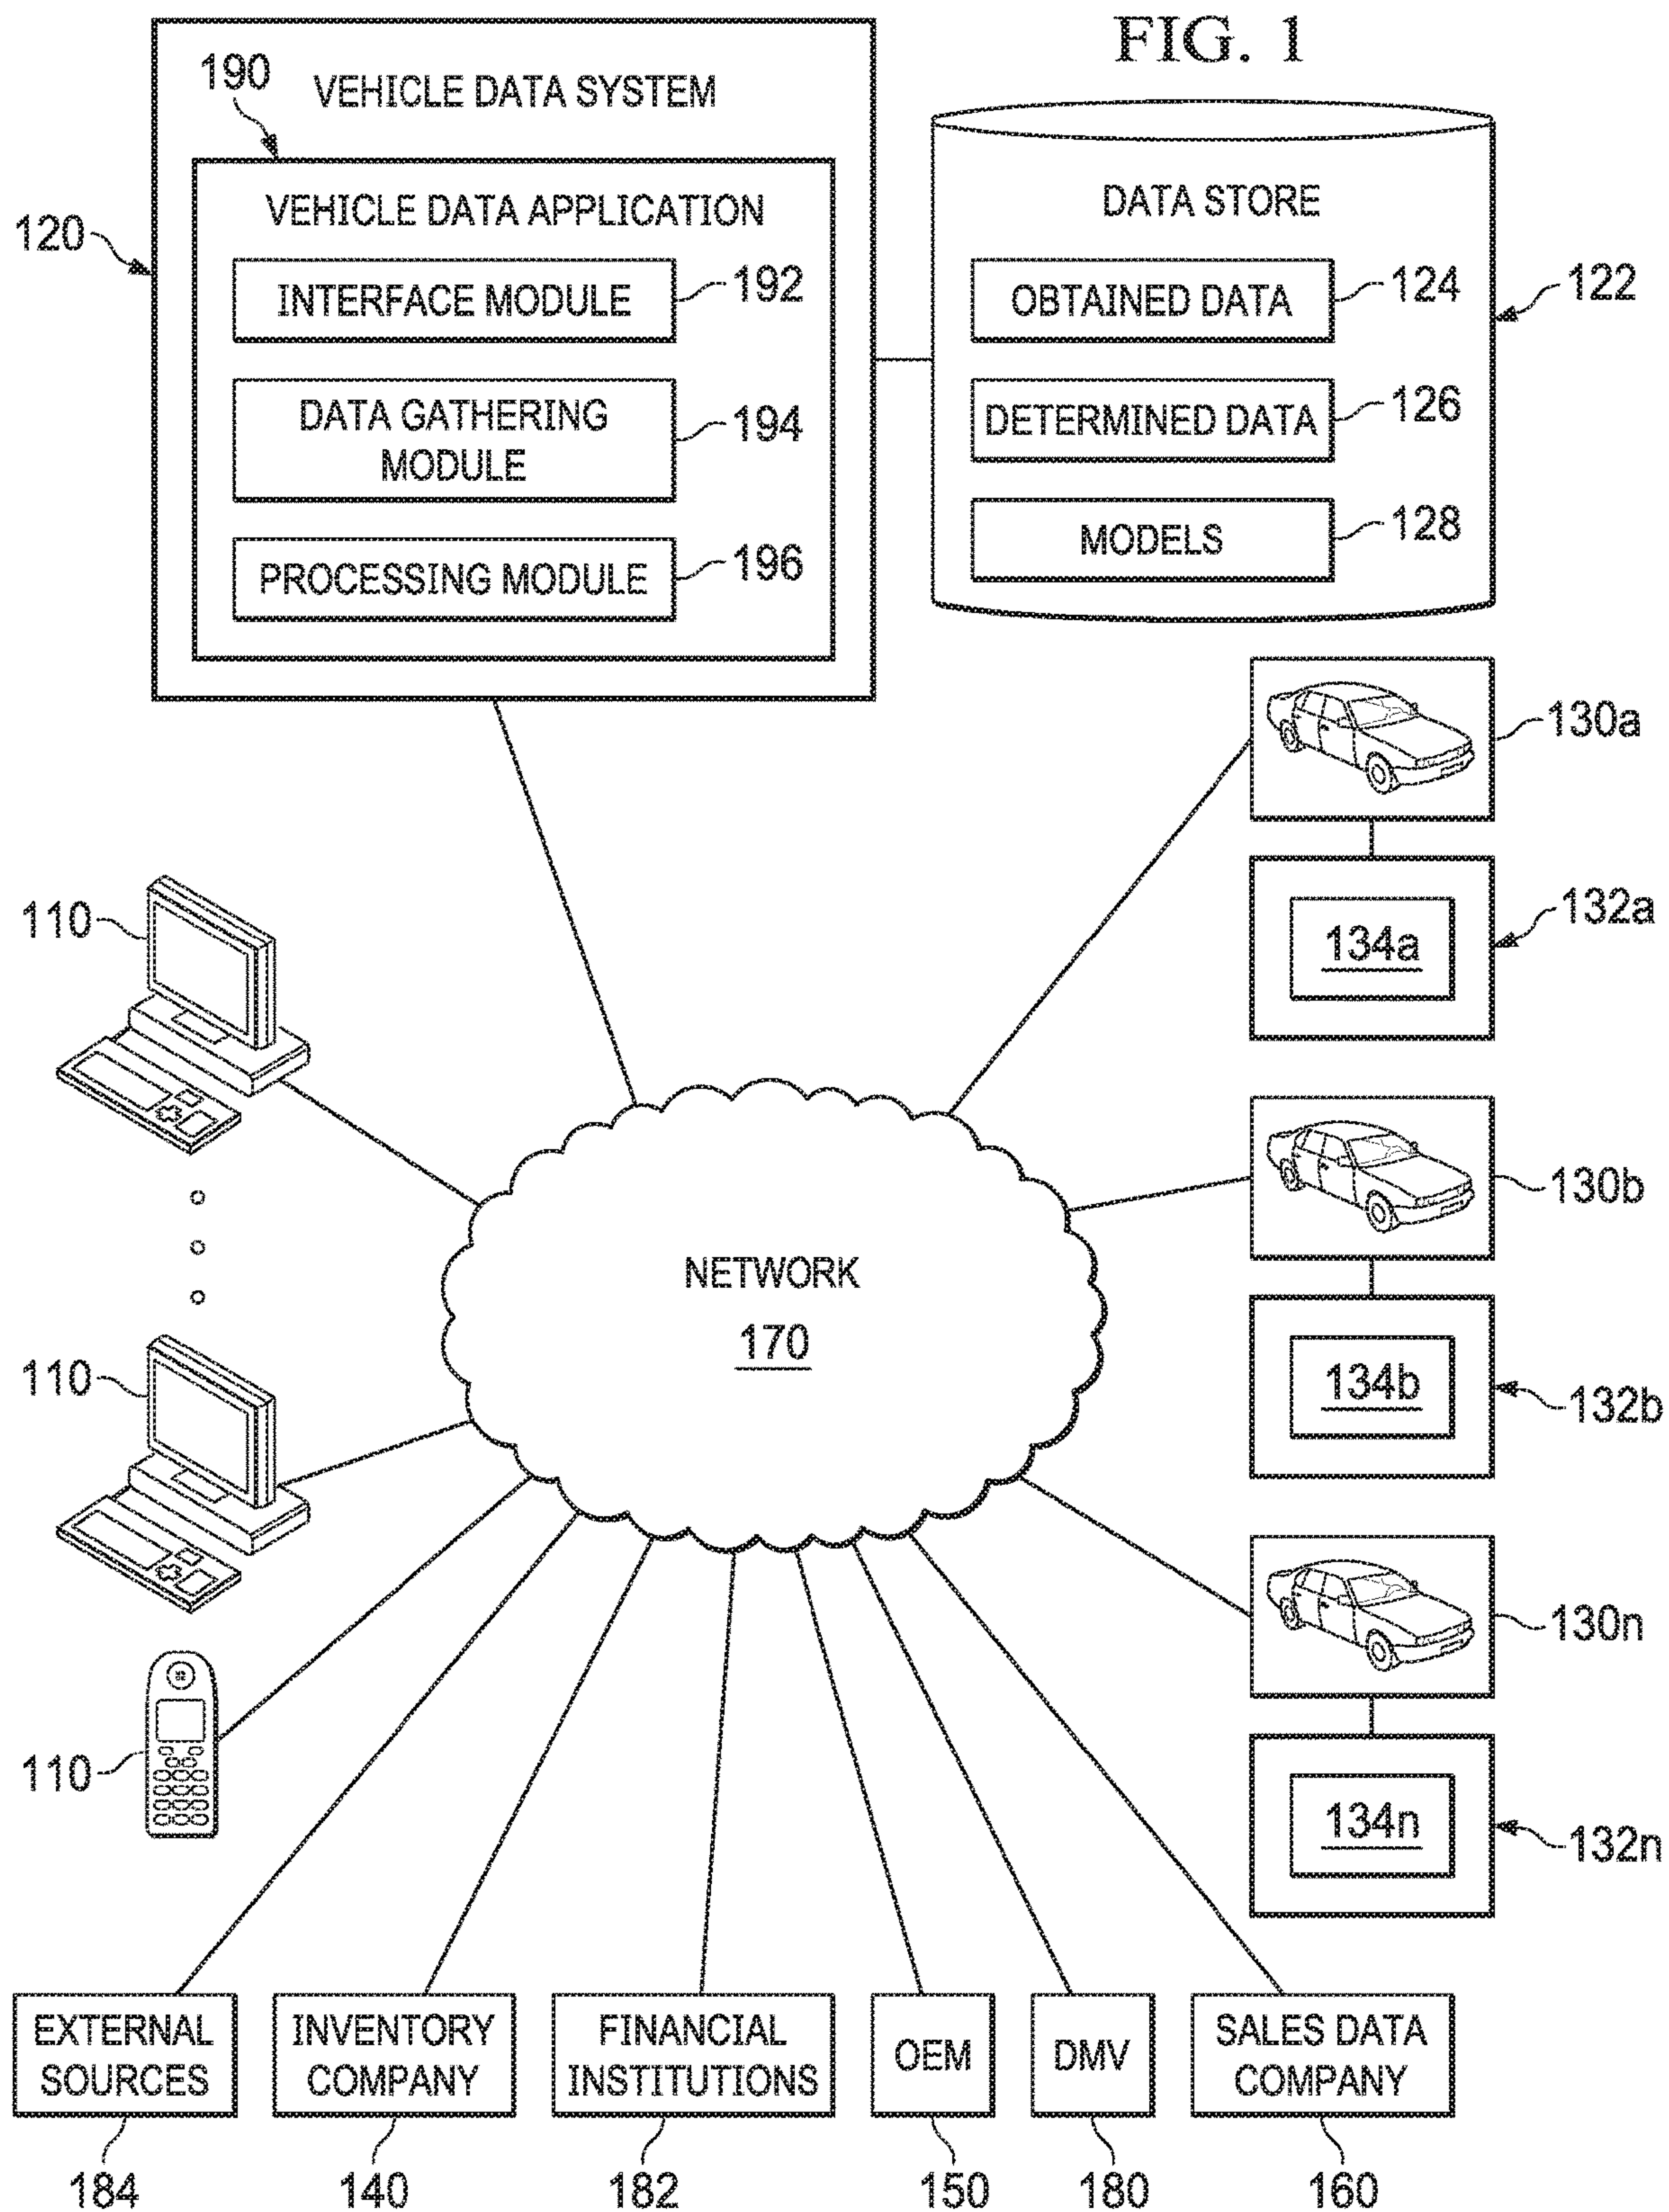 FIG. 1
VEHICLE DATA SYSTEM
190
VEHICLE DATA APPLICATION
120
INTERFACE MODULE
192
DATA GATHERING
MODULE
194
PROCESSING MODULE
196
DATA STORE
OBTAINED DATA
124
122
DETERMINED DATA
126
MODELS
128
130a
134a
132a
110
130b
NETWORK
170
134b
132b
110
130n
110
134n
132n
EXTERNAL
SOURCES
INVENTORY
COMPANY
FINANCIAL
INSTITUTIONS
OEM
DMV
SALES DATA
COMPANY
184
140
182
150
180
160